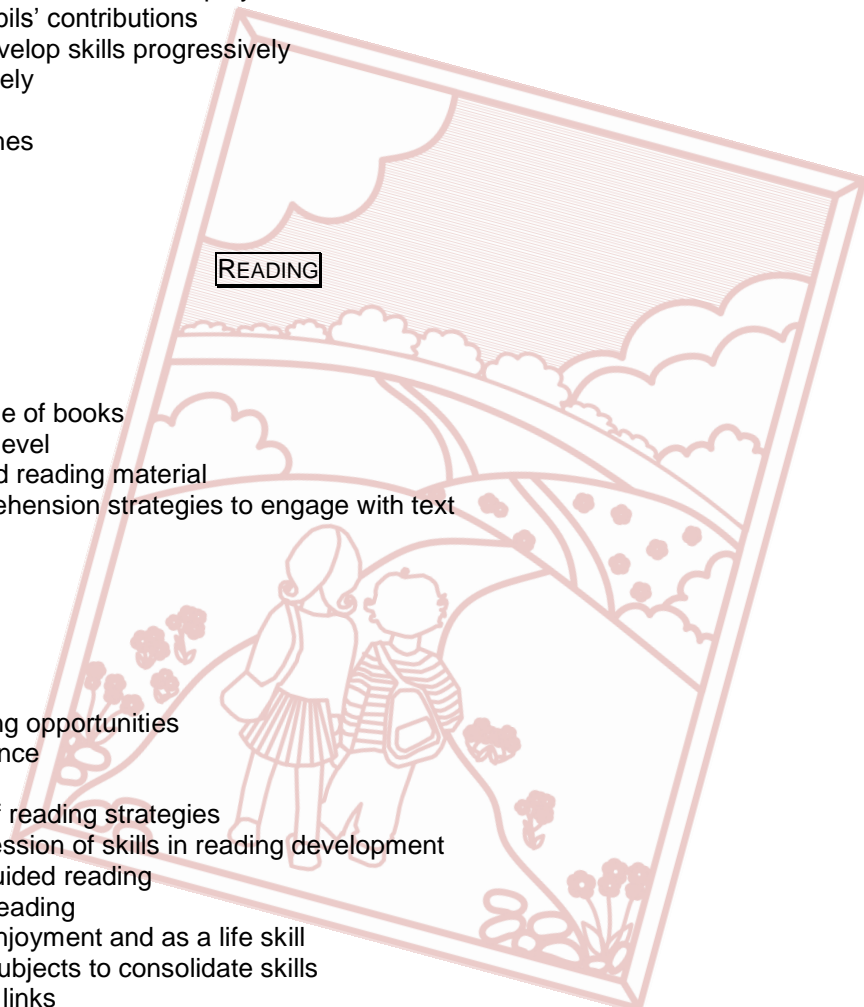 pils’ contributions
velop skills progressively
ely
nes
READING
e of books
evel
d reading material
ehension strategies to engage with text
ng opportunities
nce
f reading strategies
ession of skills in reading development
uided reading
eading
njoyment and as a life skill
ubjects to consolidate skills
links